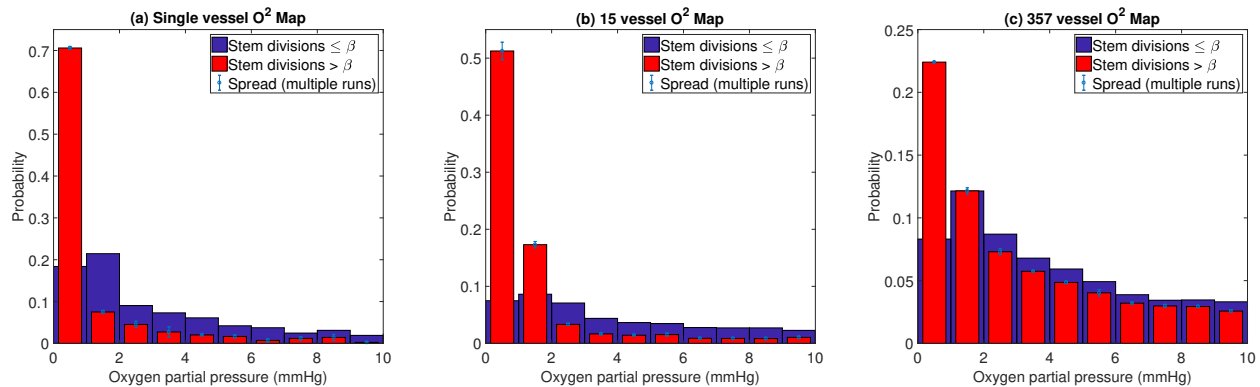 (a) Single vessel O² Map
Stem divisions ≤ β
Stem divisions > β
Spread (multiple runs)
Probability
0.7
0.6
0.5
0.4
0.3
0.2
0.1
0
0 2 4 6 8 10
Oxygen partial pressure (mmHg)
(b) 15 vessel O² Map
Stem divisions ≤ β
Stem divisions > β
Spread (multiple runs)
Probability
0.5
0.4
0.3
0.2
0.1
0
0 2 4 6 8 10
Oxygen partial pressure (mmHg)
(c) 357 vessel O² Map
Stem divisions ≤ β
Stem divisions > β
Spread (multiple runs)
Probability
0.25
0.2
0.15
0.1
0.05
0
0 2 4 6 8 10
Oxygen partial pressure (mmHg)